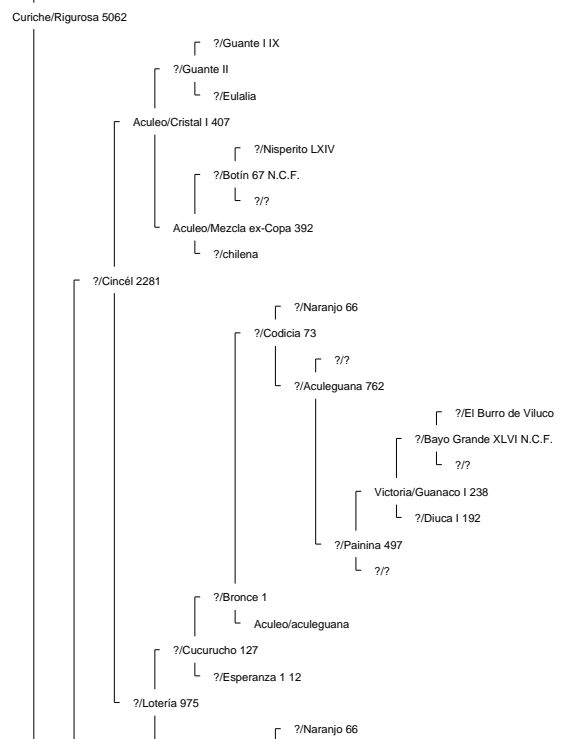 Curiche/Rigurosa 5062
?/Guante I IX
?/Guante II
?/Eulalia
Aculeo/Cristal I 407
?/Nisperito LXIV
?/Botín 67 N.C.F.
?/?
Aculeo/Mezcla ex-Copa 392
?/chilena
?/Cincél 2281
?/Naranjo 66
?/Codicia 73
?/?
?/Aculeguana 762
?/El Burro de Viluco
?/Bayo Grande XLVI N.C.F.
?/?
Victoria/Guanaco I 238
?/Diuca I 192
?/Painina 497
?/?
?/Bronce 1
Aculeo/aculeguana
?/Cucurucho 127
?/Esperanza 1 12
?/Lotería 975
?/Naranjo 66